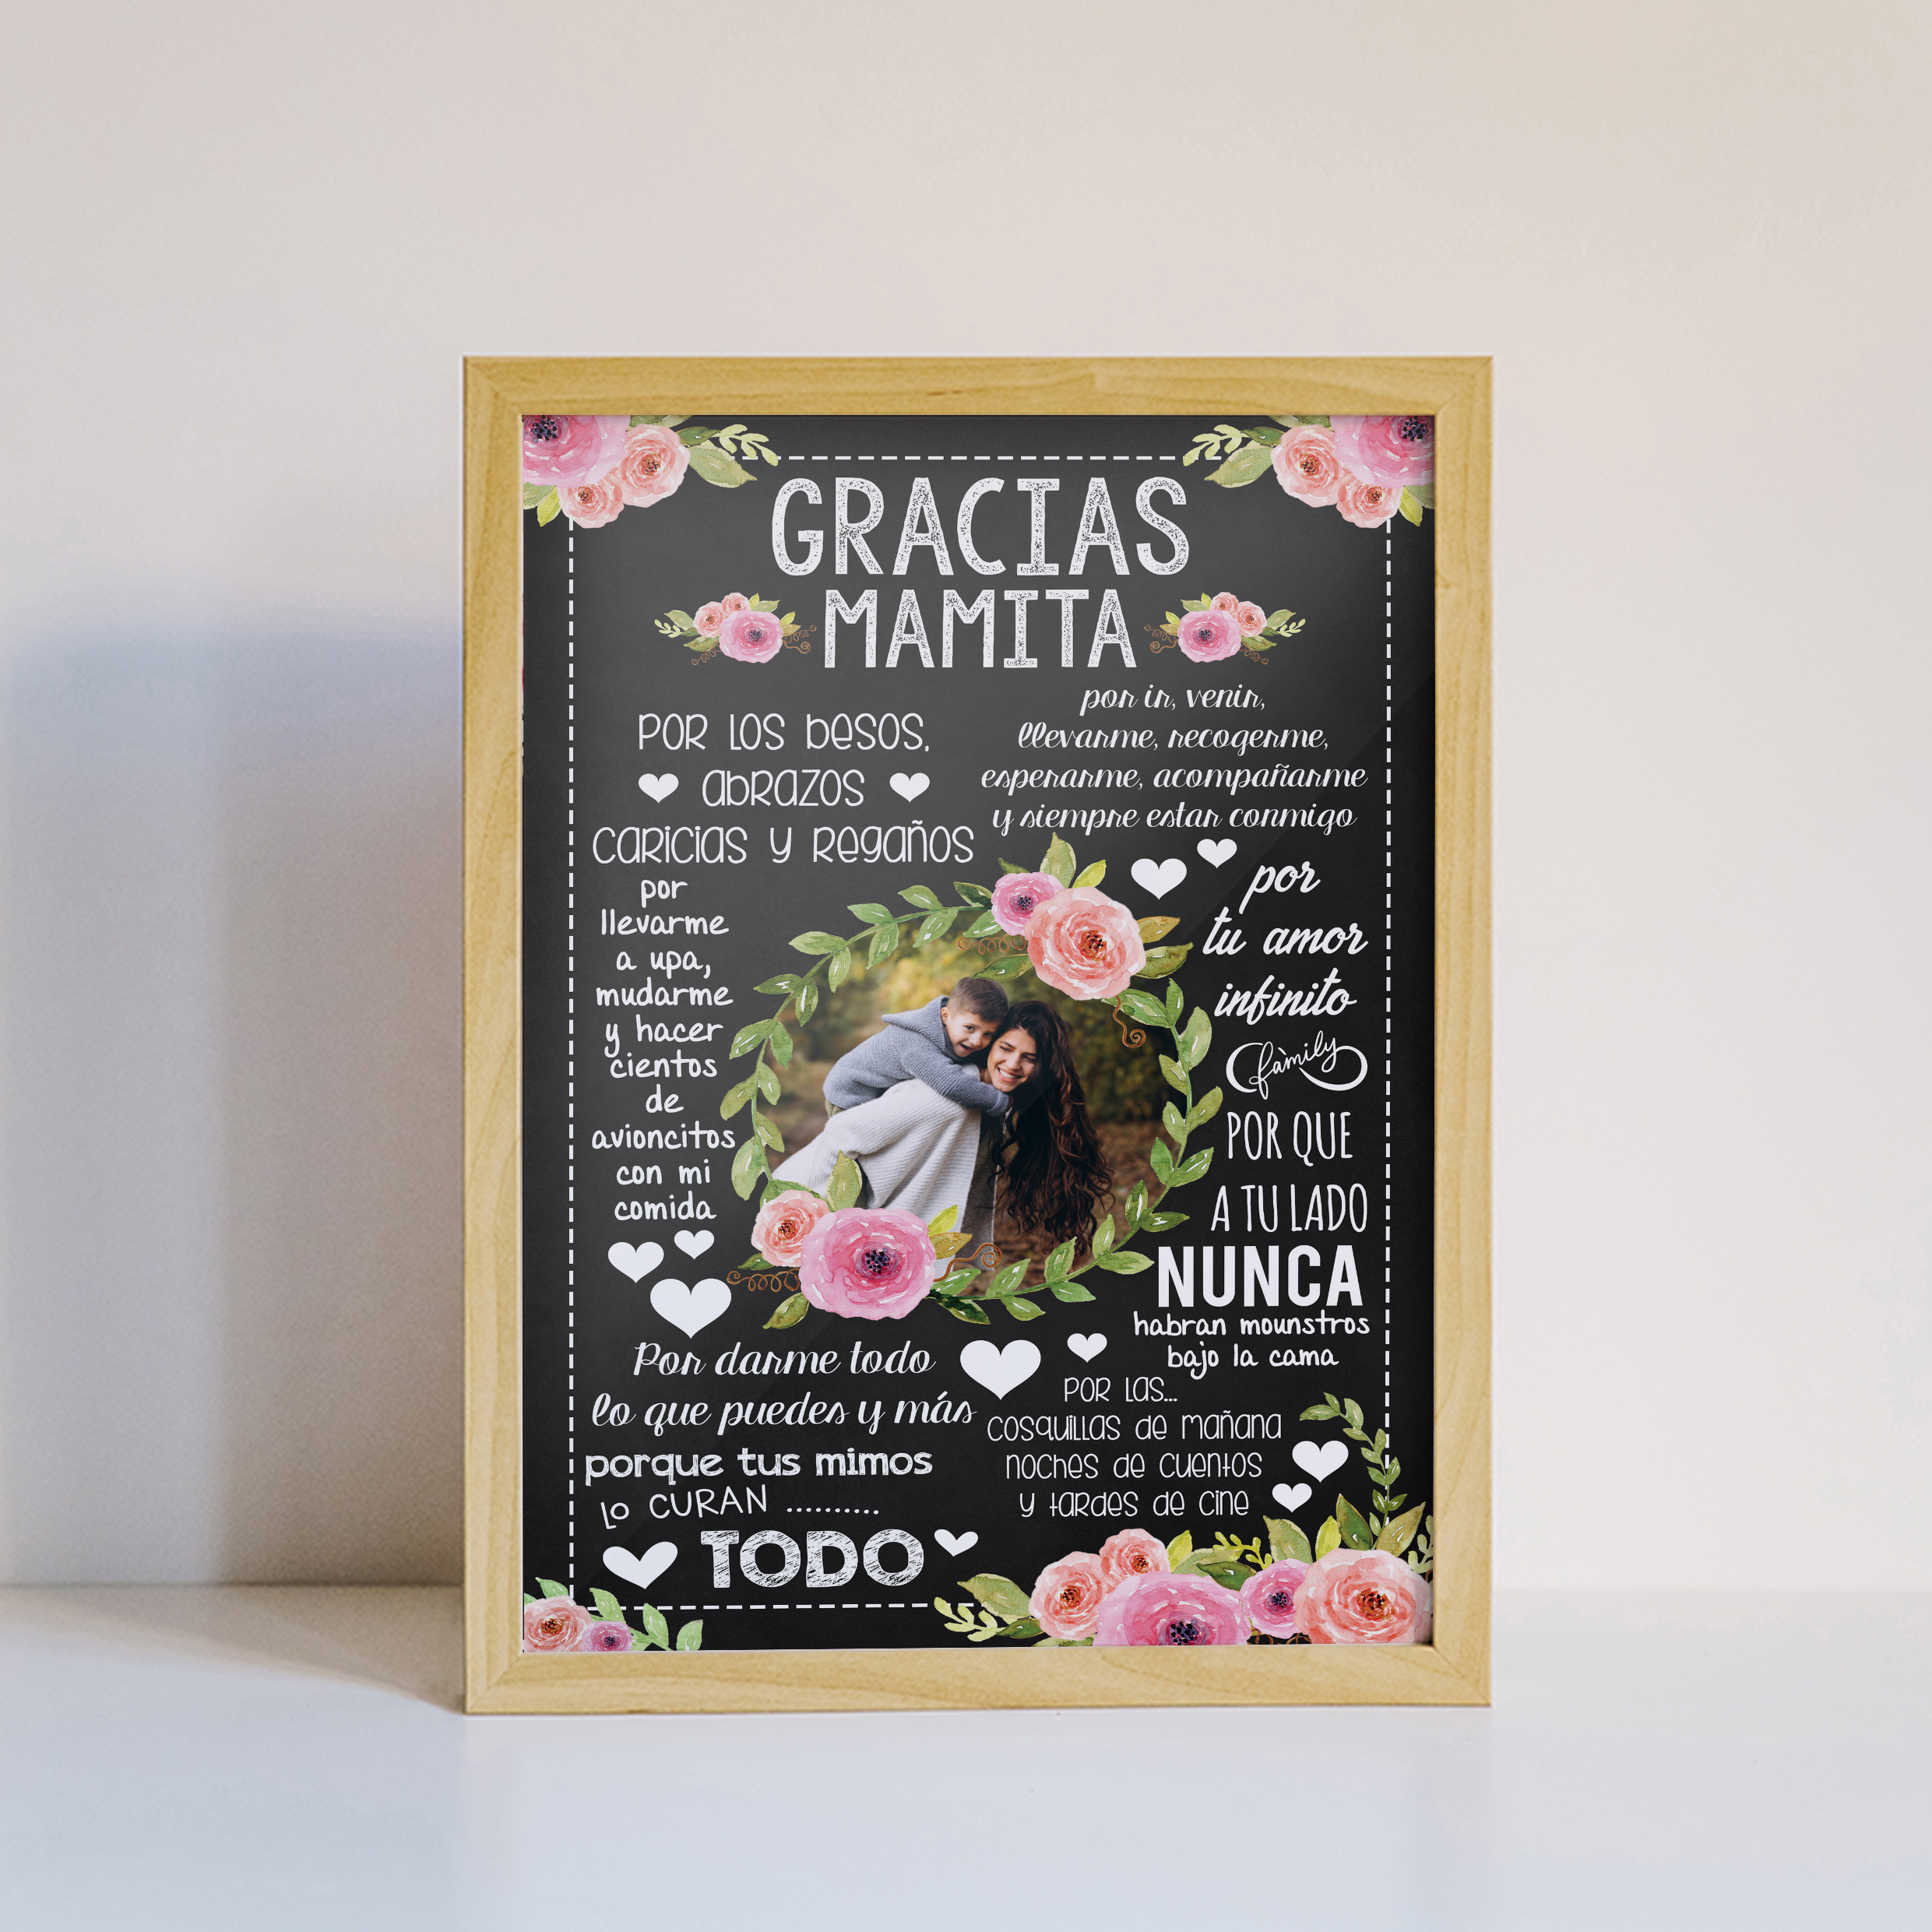 GRACIAS
MAMITA
POR LOS BESOS,
ABRAZOS
CARICIAS Y REGAÑOS
por ir, venir,
llevarme, recogerme,
esperarme, acompañarme
y siempre estar conmigo
por
llevarme
a upa,
mudarme
y hacer
cientos
de
avioncitos
con mi
comida
por
tu amor
infinito
family
POR QUE
A TU LADO
NUNCA
habran mounstros
bajo la cama
Por darme todo
lo que puedes y más
porque tus mimos
LO CURAN ..........
TODO
POR LAS...
COSQUILLAS DE MAÑANA
NOCHES DE CUENTOS
Y TARDES DE CINE